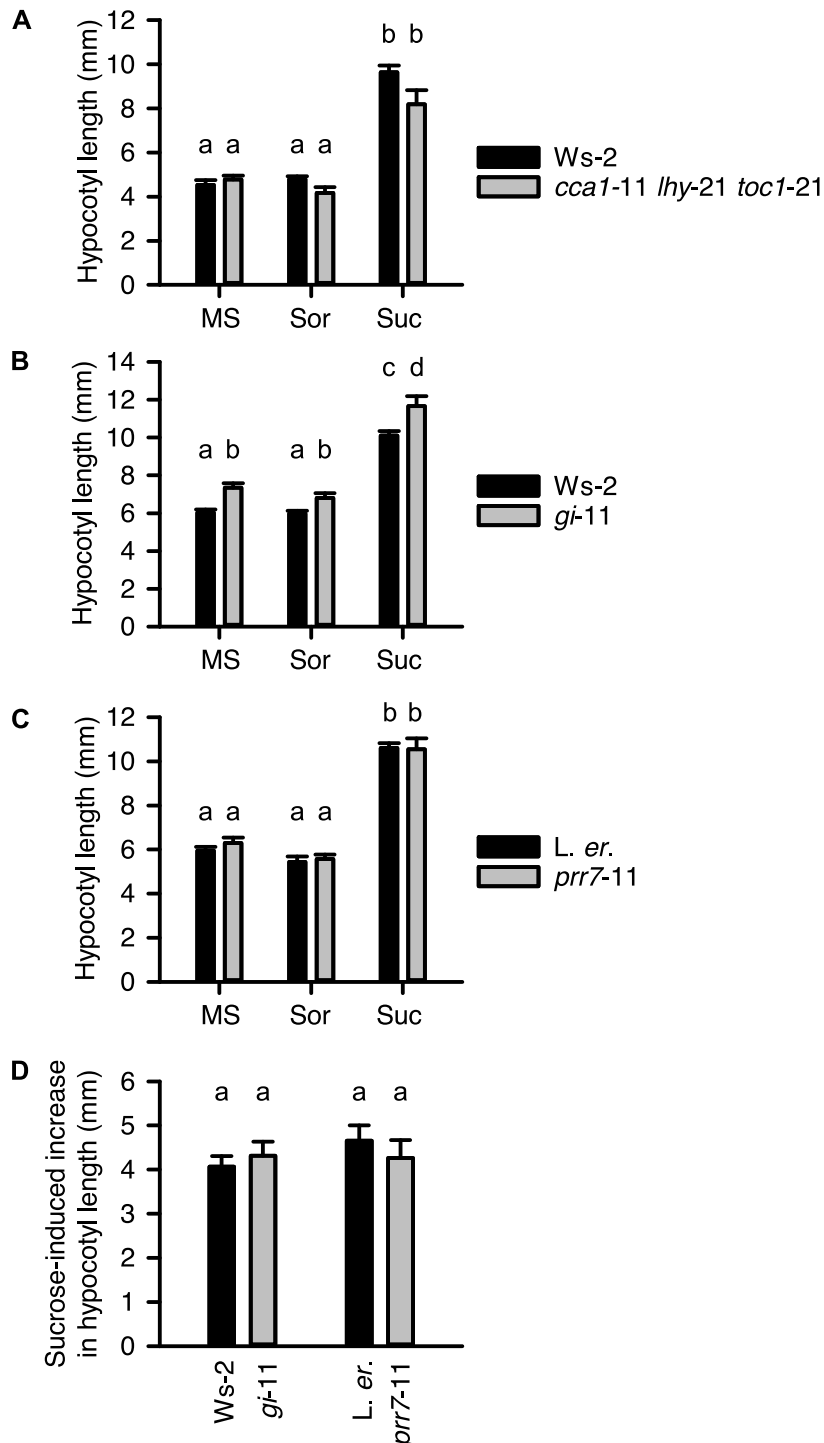 A
Hypocotyl length (mm)
12
10
8
6
4
2
0
a a
a a
b b
MS Sor Suc
Ws-2
cca1-11 lhy-21 toc1-21
B
Hypocotyl length (mm)
14
12
10
8
6
4
2
0
a b
a b
c d
MS Sor Suc
Ws-2
gi-11
C
Hypocotyl length (mm)
12
10
8
6
4
2
0
a a
a a
b b
MS Sor Suc
L. er.
prr7-11
D
Sucrose-induced increase
in hypocotyl length (mm)
6
5
4
3
2
1
0
a a
a a
Ws-2
gi-11
L. er.
prr7-11